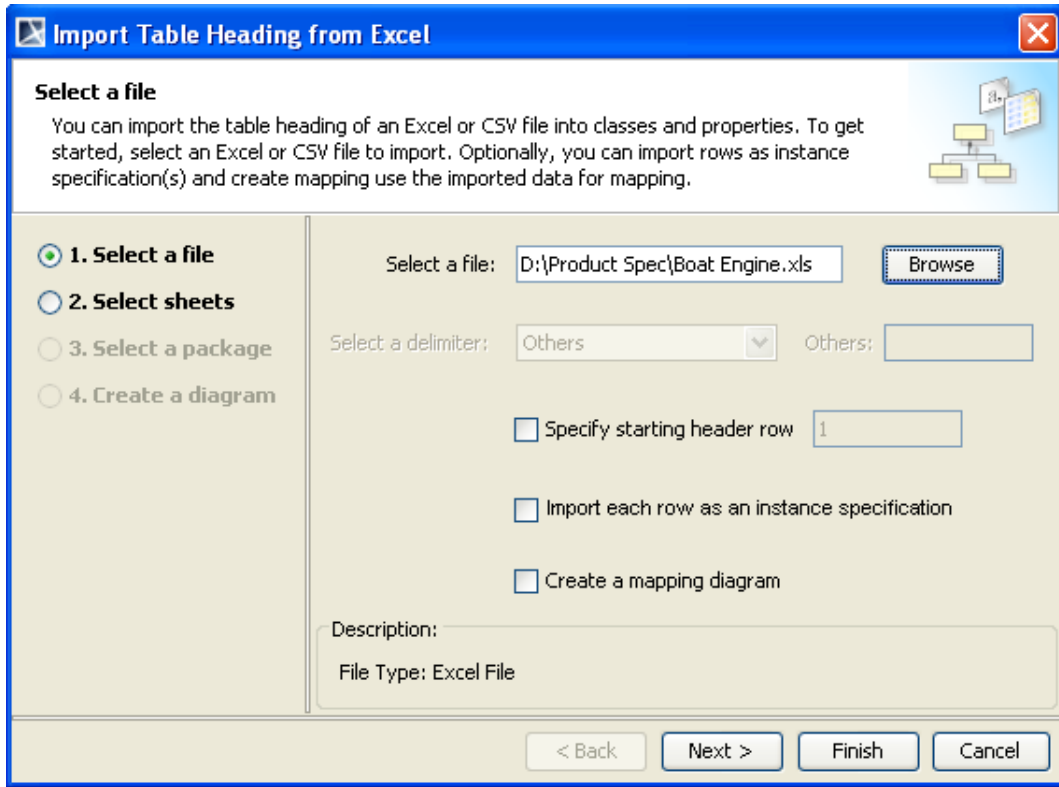 Import Table Heading from Excel
Select a file
You can import the table heading of an Excel or CSV file into classes and properties. To get
started, select an Excel or CSV file to import. Optionally, you can import rows as instance
specification(s) and create mapping use the imported data for mapping.
a,
1. Select a file
2. Select sheets
3. Select a package
4. Create a diagram
Select a file: D:\Product Spec\Boat Engine.xls Browse
Select a delimiter: Others Others:
Specify starting header row 1
Import each row as an instance specification
Create a mapping diagram
Description:
File Type: Excel File
< Back Next > Finish Cancel